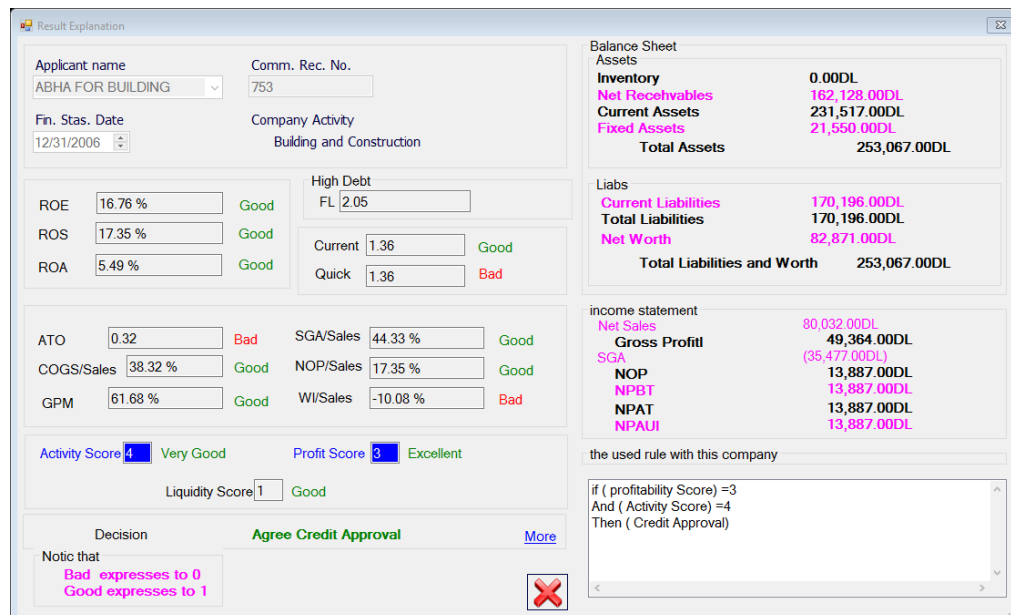 Result Explanation
Applicant name
ABHA FOR BUILDING
Comm. Rec. No.
753
Fin. Stas. Date
12/31/2006
Company Activity
Building and Construction
ROE 16.76 % Good
ROS 17.35 % Good
ROA 5.49 % Good
High Debt
FL 2.05
Current 1.36 Good
Quick 1.36 Bad
ATO 0.32 Bad
COGS/Sales 38.32 % Good
GPM 61.68 % Good
SGA/Sales 44.33 % Good
NOP/Sales 17.35 % Good
WI/Sales -10.08 % Bad
Activity Score 4 Very Good
Profit Score 3 Excellent
Liquidity Score 1 Good
Decision Agree Credit Approval More
Notic that
Bad expresses to 0
Good expresses to 1
Balance Sheet
Assets
Inventory 0.00DL
Net Recehvables 162,128.00DL
Current Assets 231,517.00DL
Fixed Assets 21,550.00DL
Total Assets 253,067.00DL
Liabs
Current Liabilities 170,196.00DL
Total Liabilities 170,196.00DL
Net Worth 82,871.00DL
Total Liabilities and Worth 253,067.00DL
income statement
Net Sales 80,032.00DL
Gross Profitl 49,364.00DL
SGA (35,477.00DL)
NOP 13,887.00DL
NPBT 13,887.00DL
NPAT 13,887.00DL
NPAUI 13,887.00DL
the used rule with this company
if ( profitability Score) =3
And ( Activity Score) =4
Then ( Credit Approval)